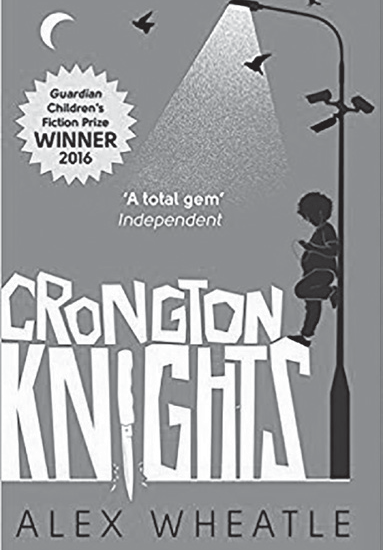 Guardian
Children's
Fiction Prize
WINNER
2016
'A total gem'
Independent
CRONGTON
KNIGHTS
ALEX WHEATLE